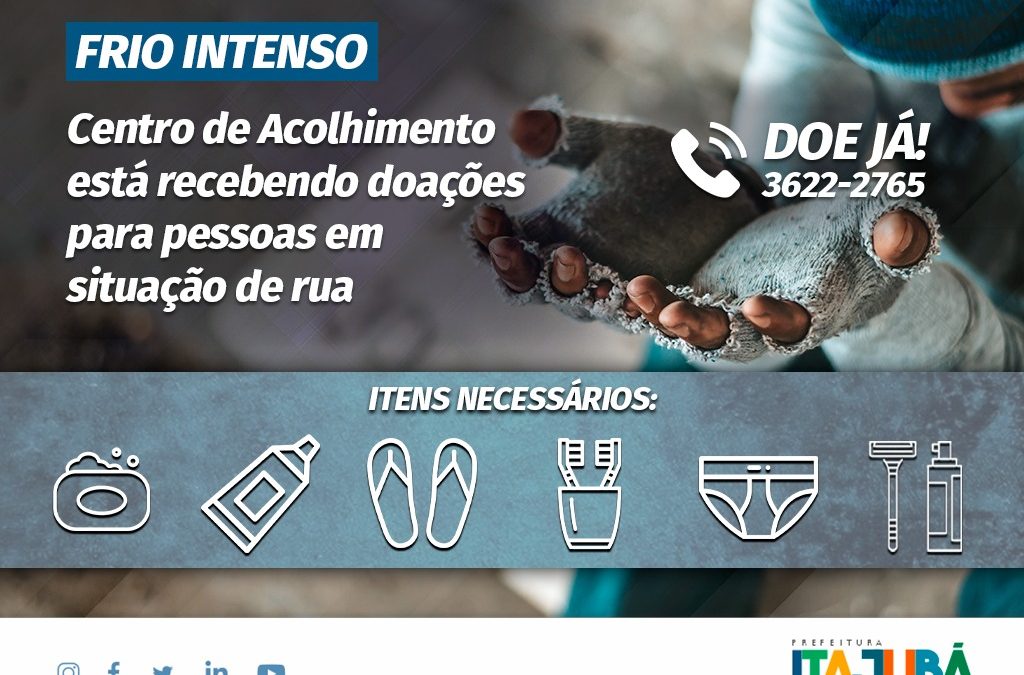 FRIO INTENSO
Centro de Acolhimento
está recebendo doações
para pessoas em
situação de rua
DOE JÁ!
3622-2765
ITENS NECESSÁRIOS:
PREFEITURA
ITAJUBÁ